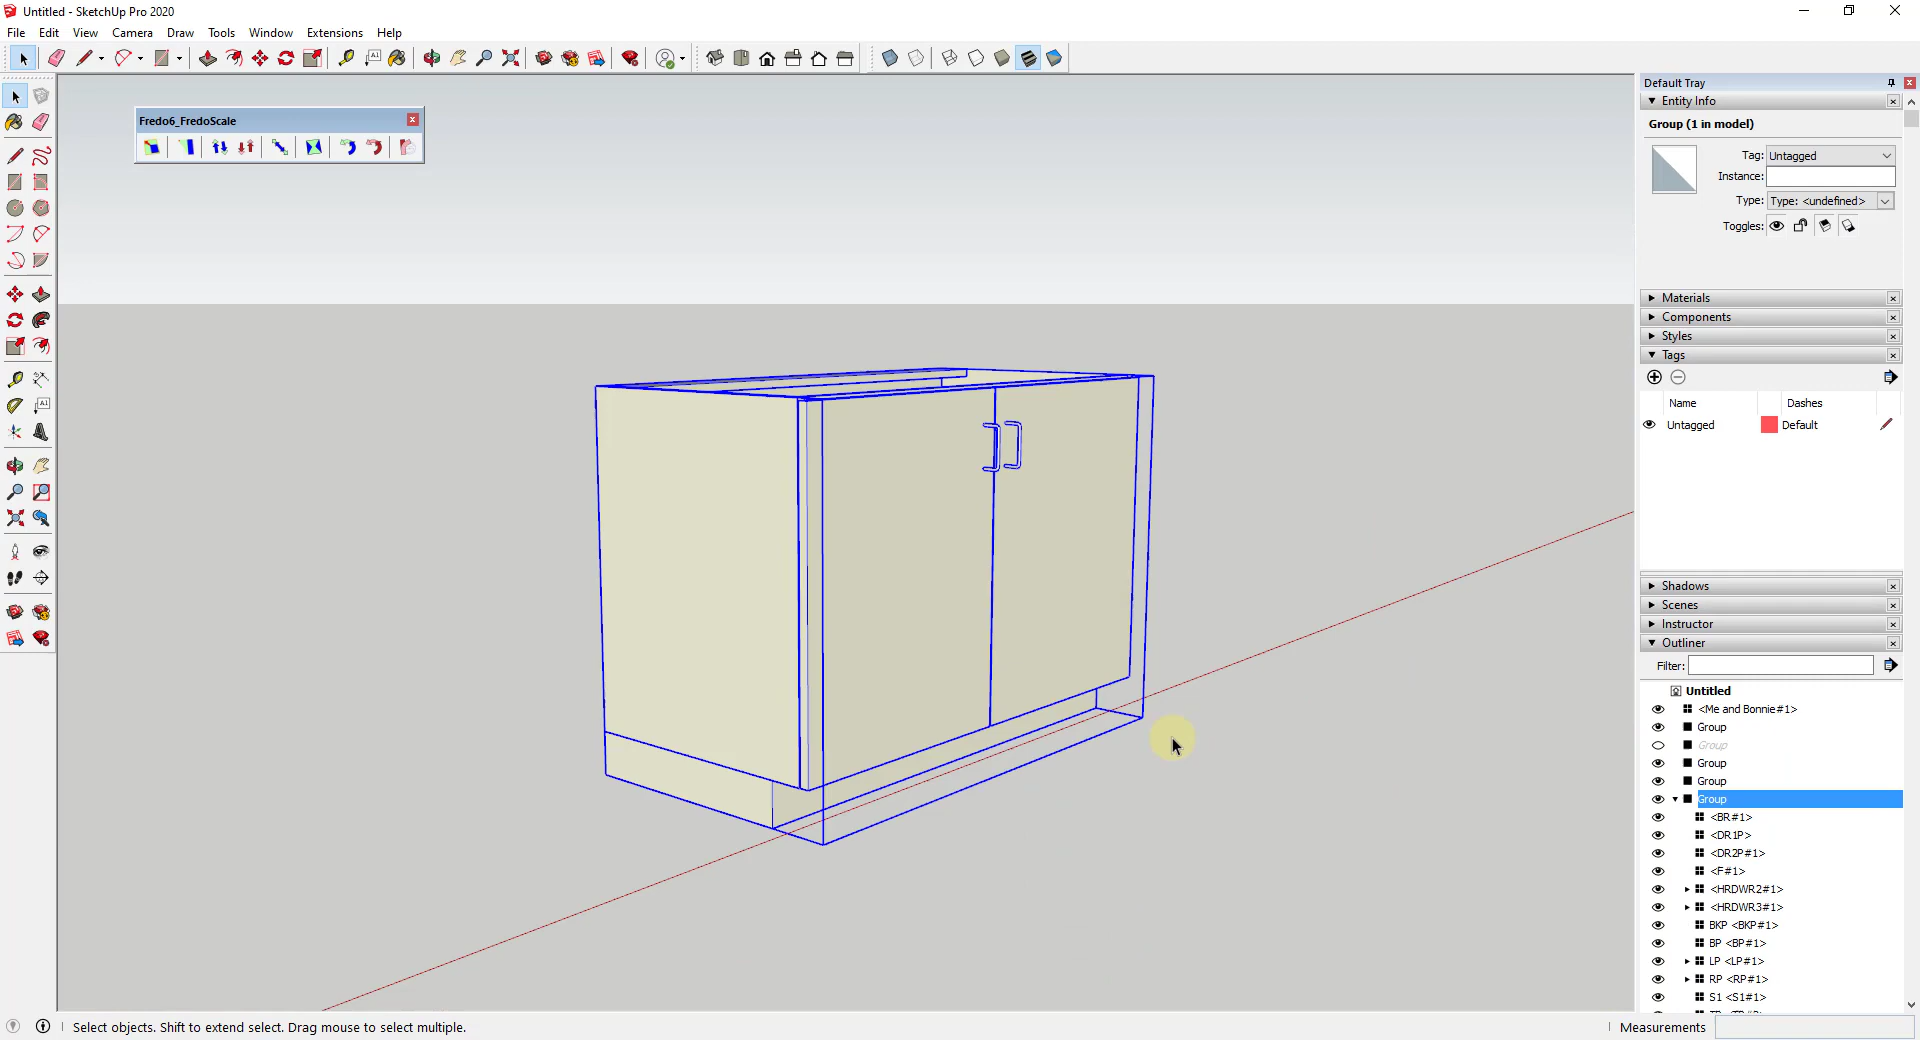 Untitled - SketchUp Pro 2020
File Edit View Camera Draw Tools Window Extensions Help
Default Tray
Entity Info
Group (1 in model)
Tag: Untagged
Instance:
Type: Type: <undefined>
Toggles:
Fredo6_FredoScale
Materials
Components
Styles
Tags
Name Dashes
Untagged Default
Shadows
Scenes
Instructor
Outliner
Filter:
Untitled
<Me and Bonnie#1>
Group
Group
Group
Group
Group
<BR#1>
<DR1P>
<DR2P#1>
<F#1>
<HRDWR2#1>
<HRDWR3#1>
BKP <BKP#1>
BP <BP#1>
LP <LP#1>
RP <RP#1>
S1 <S1#1>
Select objects. Shift to extend select. Drag mouse to select multiple.
Measurements